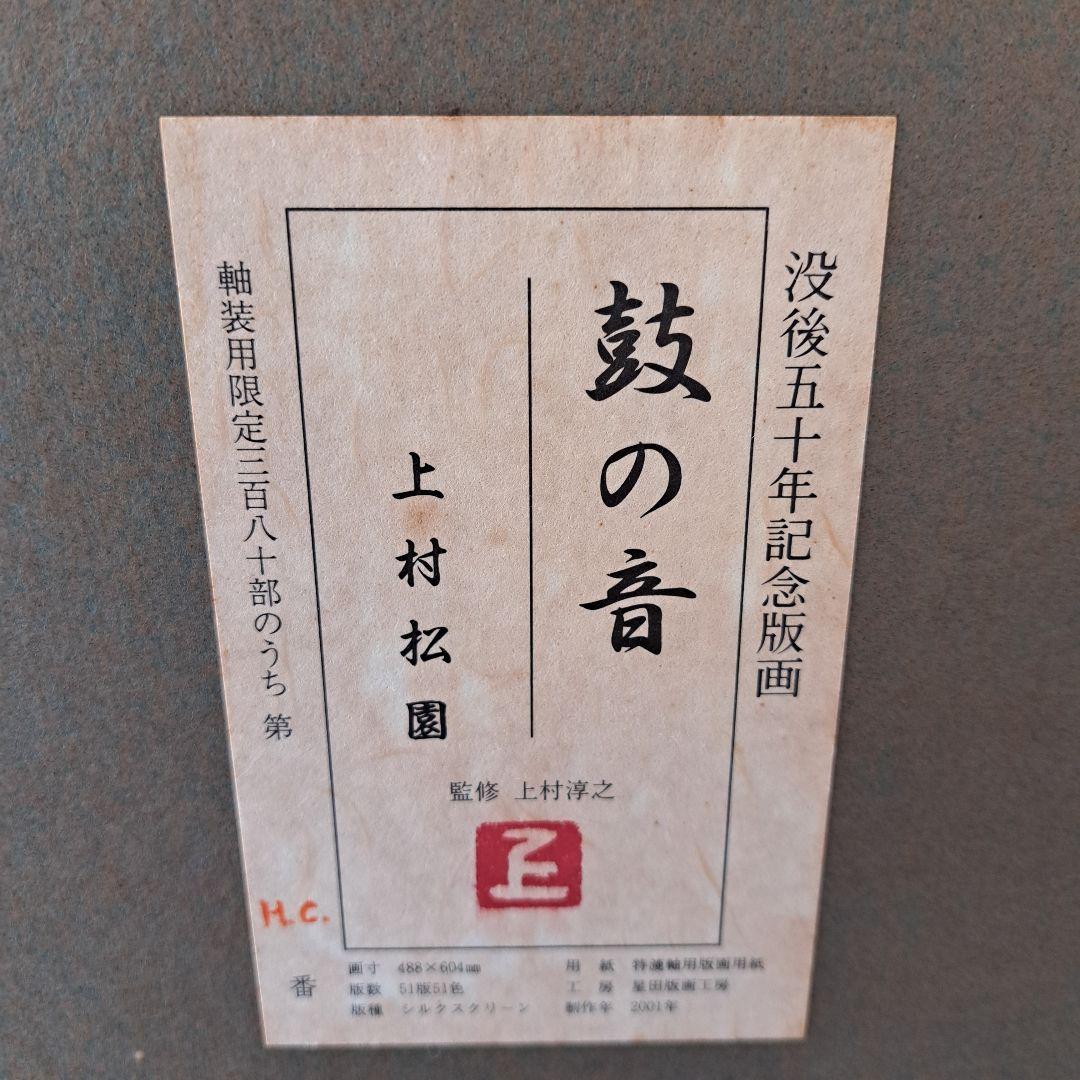 没後五十年記念版画
鼓の音
上村松園
監修 上村淳之
軸装用限定三百八十部のうち 第
H.C.
番
画寸 488×604㎜
版数 51版51色
版種 シルクスクリーン
用紙 特漉軸用版画用紙
工房 星田版画工房
制作年 2001年